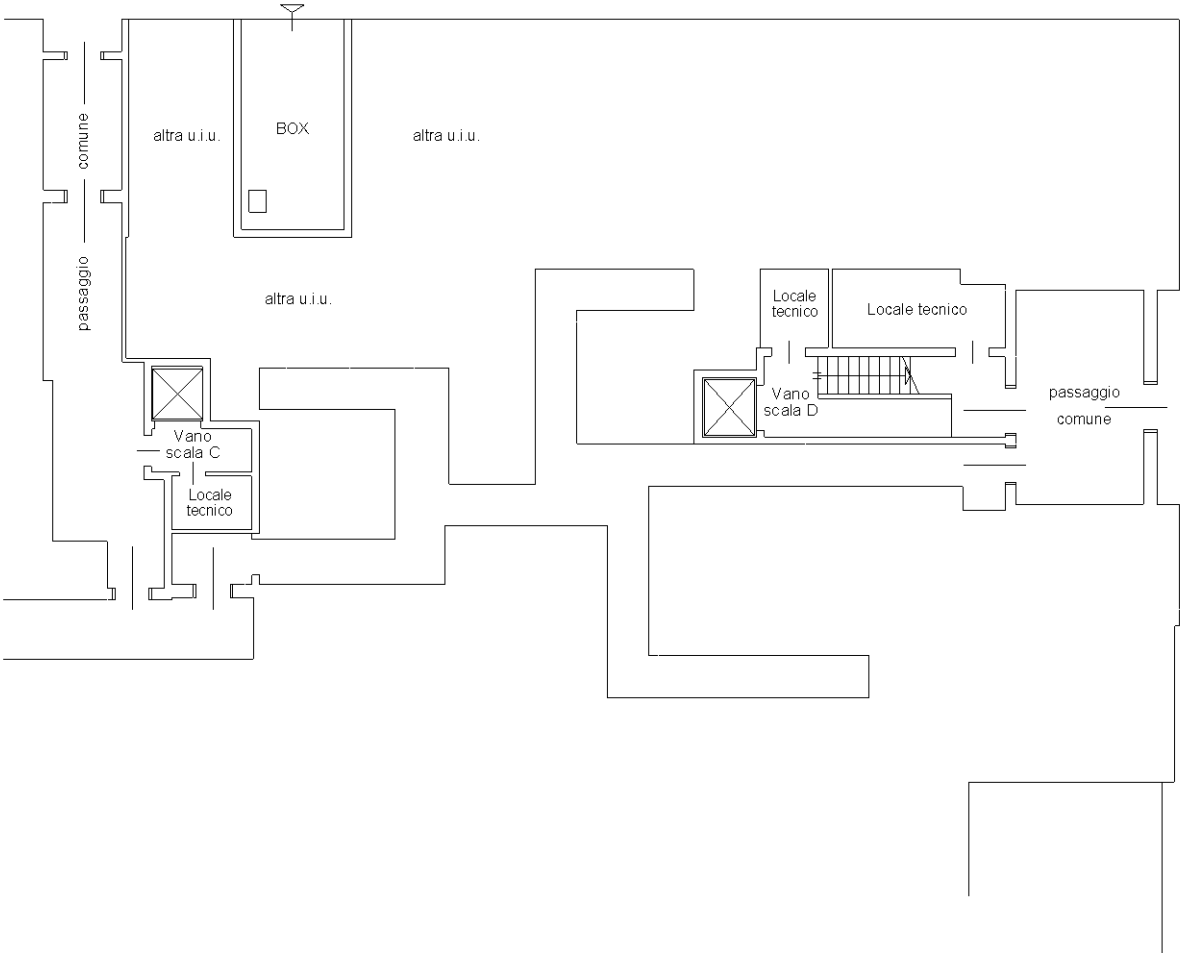 comune
passaggio
altra u.i.u.
BOX
altra u.i.u.
altra u.i.u.
Locale
tecnico
Locale tecnico
Vano
scala D
passaggio
comune
Vano
scala C
Locale
tecnico